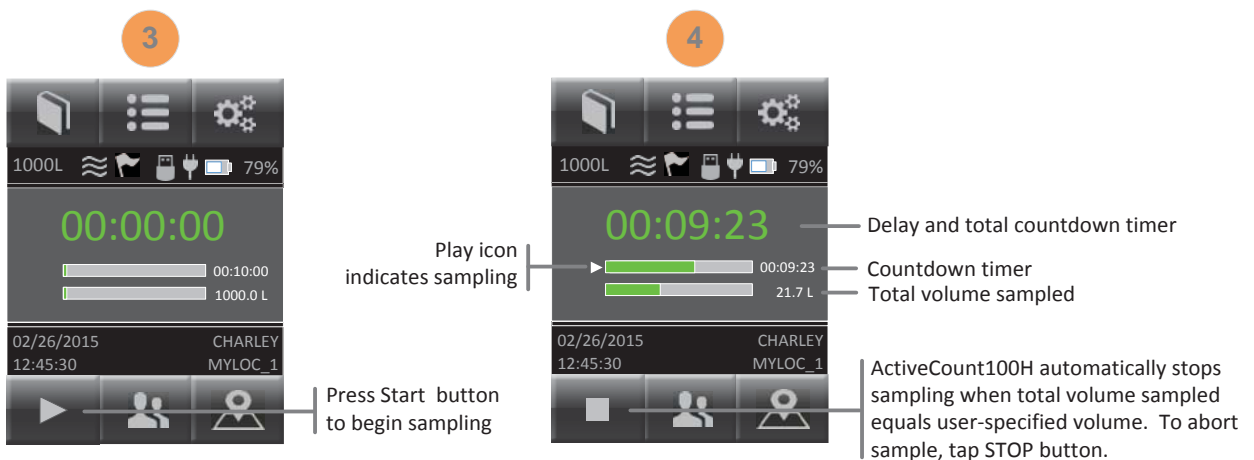 3
1000L 79%
00:00:00
00:10:00
1000.0 L
02/26/2015 CHARLEY
12:45:30 MYLOC_1
Press Start button
to begin sampling
4
1000L 79%
00:09:23
Delay and total countdown timer
Play icon
indicates sampling
00:09:23
Countdown timer
21.7 L
Total volume sampled
02/26/2015 CHARLEY
12:45:30 MYLOC_1
ActiveCount100H automatically stops
sampling when total volume sampled
equals user-specified volume. To abort
sample, tap STOP button.